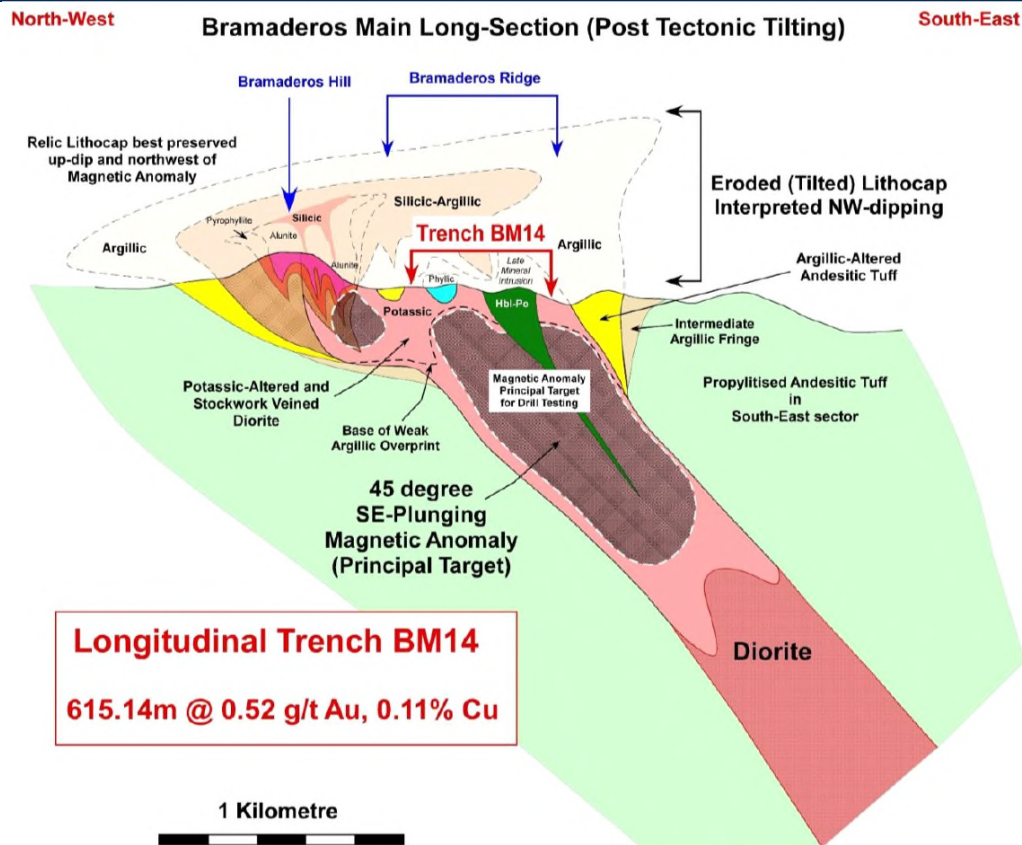 North-West
South-East
Bramaderos Main Long-Section (Post Tectonic Tilting)
Bramaderos Hill
Bramaderos Ridge
Relic Lithocap best preserved
up-dip and northwest of
Magnetic Anomaly
Eroded (Tilted) Lithocap
Interpreted NW-dipping
Silicic-Argillic
Pyrophyllite
Silicic
Alunite
Trench BM14
Argillic
Argillic
Alunite
Late
Mineral
Intrusion
Argillic-Altered
Andesitic Tuff
Phyllic
Hbl-Po
Potassic
Intermediate
Argillic Fringe
Magnetic Anomaly
Principal Target
for Drill Testing
Propylitised Andesitic Tuff
in
South-East sector
Potassic-Altered and
Stockwork Veined
Diorite
Base of Weak
Argillic Overprint
45 degree
SE-Plunging
Magnetic Anomaly
(Principal Target)
Longitudinal Trench BM14
615.14m @ 0.52 g/t Au, 0.11% Cu
Diorite
1 Kilometre